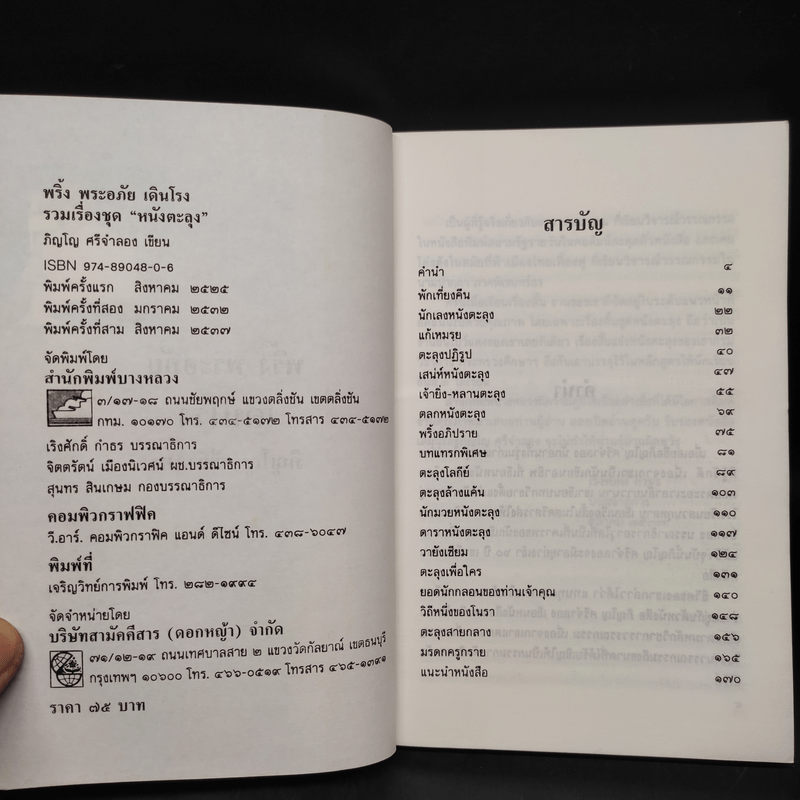 พริ้ง พระอภัย เดินโรง
รวมเรื่องชุด “หนังตะลุง”
ภิญโญ ศรีจำลอง เขียน
ISBN 974-89048-0-6
พิมพ์ครั้งแรก สิงหาคม ๒๕๒๕
พิมพ์ครั้งที่สอง มกราคม ๒๕๓๒
พิมพ์ครั้งที่สาม สิงหาคม ๒๕๓๗
จัดพิมพ์โดย
สำนักพิมพ์บางหลวง
๓/๑๗-๑๘ ถนนชัยพฤกษ์ แขวงตลิ่งชัน เขตตลิ่งชัน
กทม. ๑๐๑๗๐ โทร. ๔๓๔-๕๑๗๒ โทรสาร ๔๓๔-๕๑๗๒
เริงศักดิ์ กำธร บรรณาธิการ
จิตตรัตน์ เมืองนิเวศน์ ผช.บรรณาธิการ
สุนทร สินเกษม กองบรรณาธิการ
คอมพิวกราฟฟิค
วี.อาร์. คอมพิวกราฟิค แอนด์ ดีไซน์ โทร. ๔๓๘-๖๐๔๗
พิมพ์ที่
เจริญวิทย์การพิมพ์ โทร. ๒๘๒-๑๙๙๔
จัดจำหน่ายโดย
บริษัทสามัคคีสาร (ดอกหญ้า) จำกัด
๗๑/๑๒-๑๙ ถนนเทศบาลสาย ๒ แขวงวัดกัลยาณ์ เขตธนบุรี
กรุงเทพฯ ๑๐๖๐๐ โทร. ๔๖๖-๐๕๑๙ โทรสาร ๔๖๕-๑๓๙๑
ราคา ๗๕ บาท
สารบัญ
คำนำ ๔
พักเที่ยงคืน ๑๑
นักเลงหนังตะลุง ๒๒
แก้เหมรุย ๓๒
ตะลุงปฏิรูป ๔๐
เสน่ห์หนังตะลุง ๔๗
เจ้ายิ่ง-หลานตะลุง ๕๕
ตลกหนังตะลุง ๖๙
พริ้งอภิปราย ๗๕
บทแทรกพิเศษ ๘๑
ตะลุงโลกีย์ ๘๙
ตะลุงล้างแค้น ๑๐๓
นักมวยหนังตะลุง ๑๑๐
ดาราหนังตะลุง ๑๑๗
วายังเซียม ๑๒๔
ตะลุงเพื่อใคร ๑๓๑
ยอดนักกลอนของท่านเจ้าคุณ ๑๔๐
วิถีหนึ่งของโนรา ๑๔๘
ตะลุงสายกลาง ๑๕๖
มรดกครูกราย ๑๖๕
แนะนำหนังสือ ๑๗๐